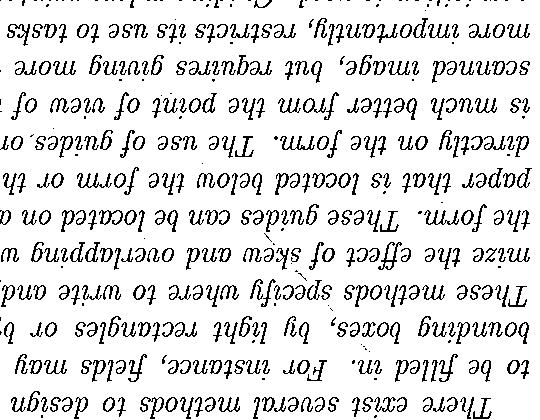 There exist several methods to design
to be filled in. For instance, fields may
bounding boxes, by light rectangles or b
These methods specify where to write and,
mize the effect of skew and overlapping w
the form. These guides can be located on a
paper that is located below the form or th
directly on the form. The use of guides on
is much better from the point of view of
scanned image, but requires giving more
more importantly, restricts its use to tasks
is used.